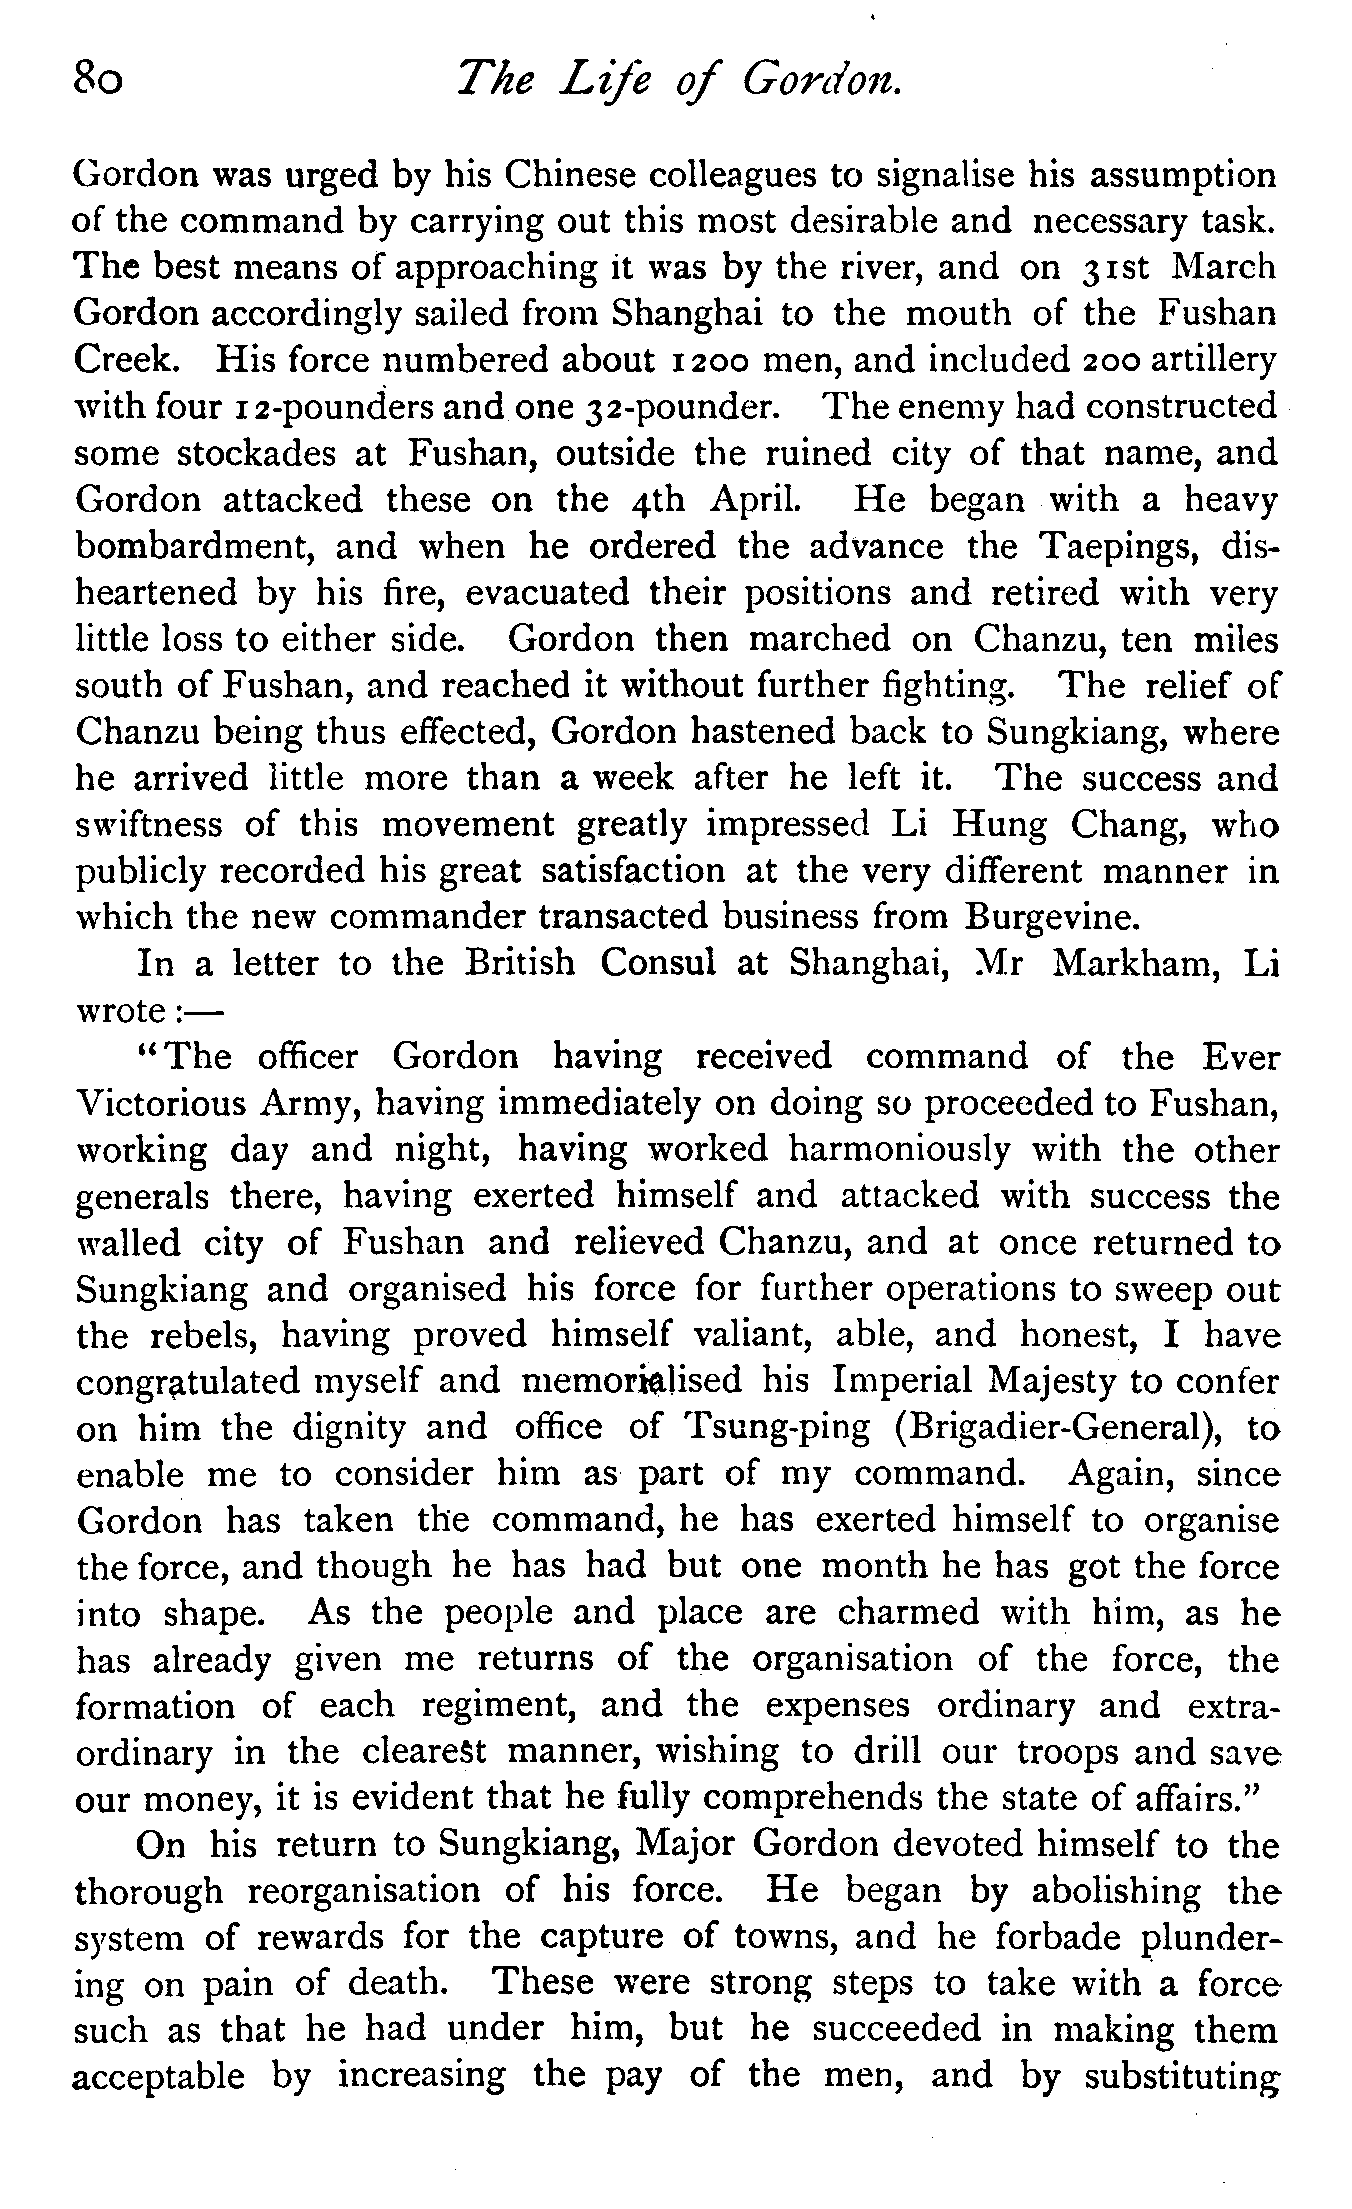 80 The Life of Gordon.
Gordon was urged by his Chinese colleagues to signalise his assumption
of the command by carrying out this most desirable and necessary task.
The best means of approaching it was by the river, and on 31st March
Gordon accordingly sailed from Shanghai to the mouth of the Fushan
Creek. His force numbered about 1200 men, and included 200 artillery
with four 12-pounders and one 32-pounder. The enemy had constructed
some stockades at Fushan, outside the ruined city of that name, and
Gordon attacked these on the 4th April. He began with a heavy
bombardment, and when he ordered the advance the Taepings, dis-
heartened by his fire, evacuated their positions and retired with very
little loss to either side. Gordon then marched on Chanzu, ten miles
south of Fushan, and reached it without further fighting. The relief of
Chanzu being thus effected, Gordon hastened back to Sungkiang, where
he arrived little more than a week after he left it. The success and
swiftness of this movement greatly impressed Li Hung Chang, who
publicly recorded his great satisfaction at the very different manner in
which the new commander transacted business from Burgevine.
In a letter to the British Consul at Shanghai, Mr Markham, Li
wrote :—
"The officer Gordon having received command of the Ever
Victorious Army, having immediately on doing so proceeded to Fushan,
working day and night, having worked harmoniously with the other
generals there, having exerted himself and attacked with success the
walled city of Fushan and relieved Chanzu, and at once returned to
Sungkiang and organised his force for further operations to sweep out
the rebels, having proved himself valiant, able, and honest, I have
congratulated myself and memorialised his Imperial Majesty to confer
on him the dignity and office of Tsung-ping (Brigadier-General), to
enable me to consider him as part of my command. Again, since
Gordon has taken the command, he has exerted himself to organise
the force, and though he has had but one month he has got the force
into shape. As the people and place are charmed with him, as he
has already given me returns of the organisation of the force, the
formation of each regiment, and the expenses ordinary and extra-
ordinary in the clearest manner, wishing to drill our troops and save
our money, it is evident that he fully comprehends the state of affairs."
On his return to Sungkiang, Major Gordon devoted himself to the
thorough reorganisation of his force. He began by abolishing the
system of rewards for the capture of towns, and he forbade plunder-
ing on pain of death. These were strong steps to take with a force
such as that he had under him, but he succeeded in making them
acceptable by increasing the pay of the men, and by substituting